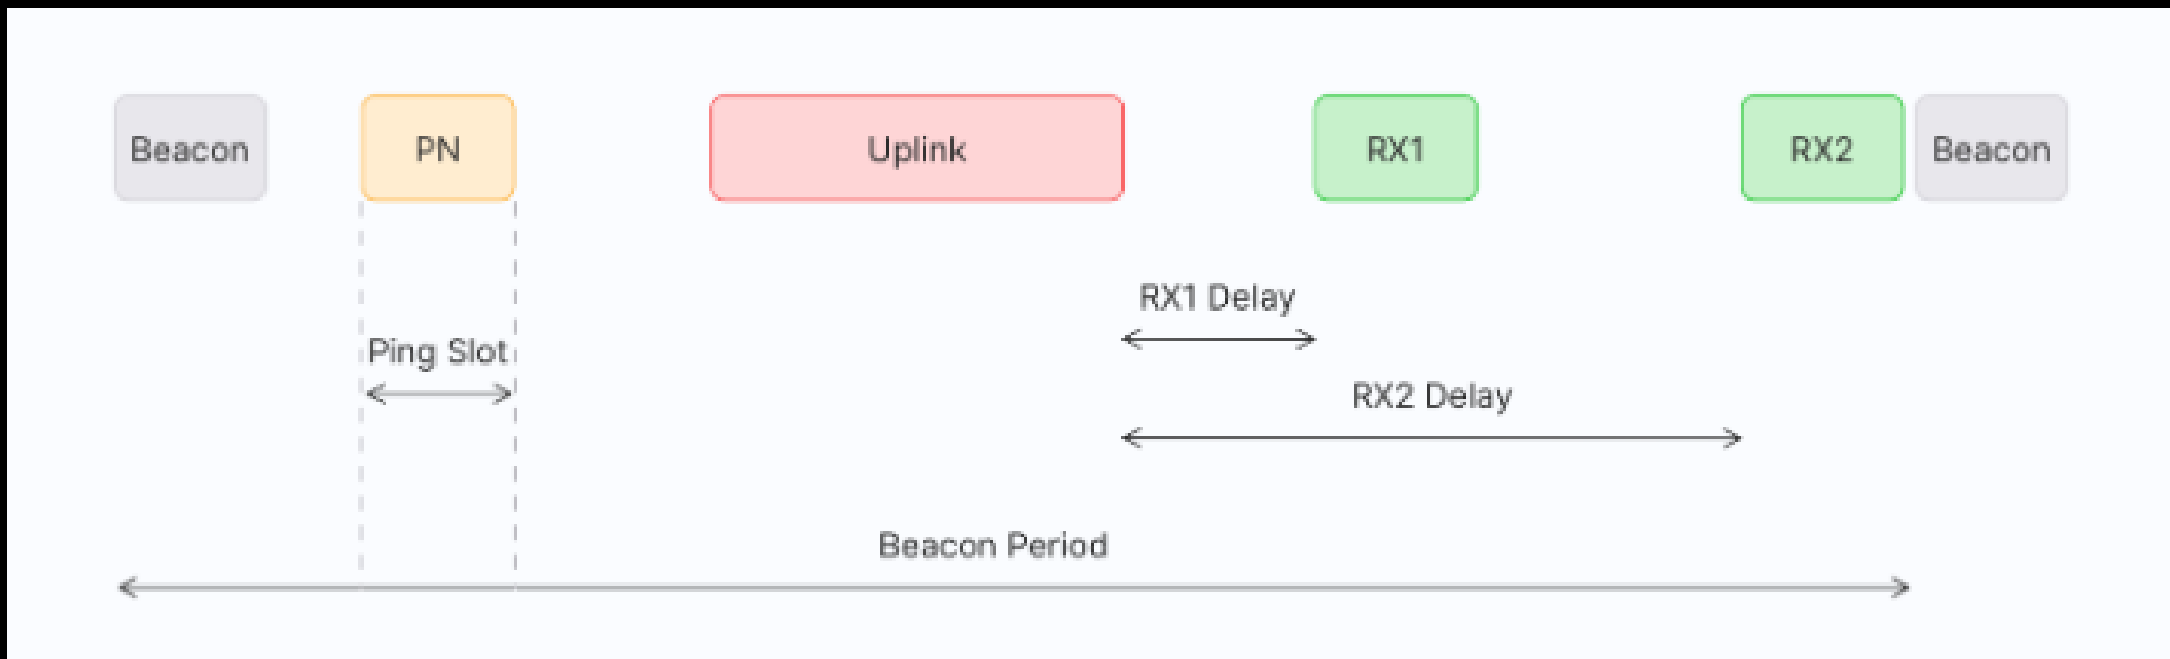 Beacon
PN
Uplink
RX1
RX2
Beacon
RX1 Delay
Ping Slot
RX2 Delay
Beacon Period